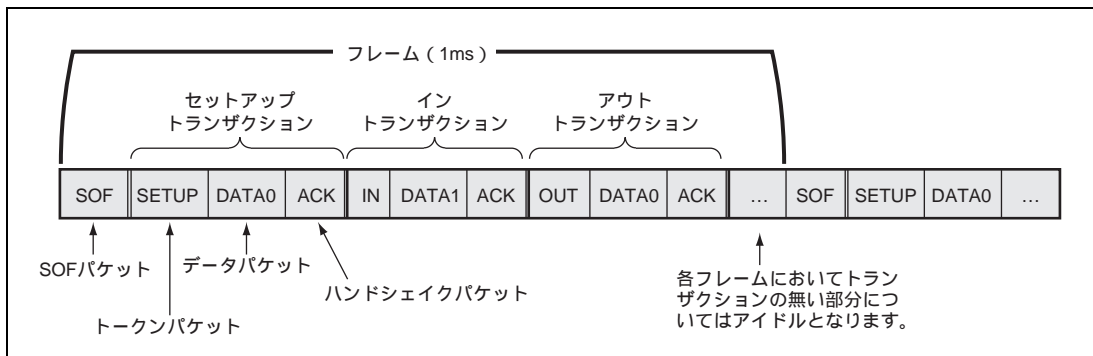 フレーム（1ms）
セットアップ
トランザクション
イン
トランザクション
アウト
トランザクション
SOF SETUP DATA0 ACK IN DATA1 ACK OUT DATA0 ACK … SOF SETUP DATA0 …
SOFパケット
データパケット
ハンドシェイクパケット
トークンパケット
各フレームにおいてトラン
ザクションの無い部分につ
いてはアイドルとなります。